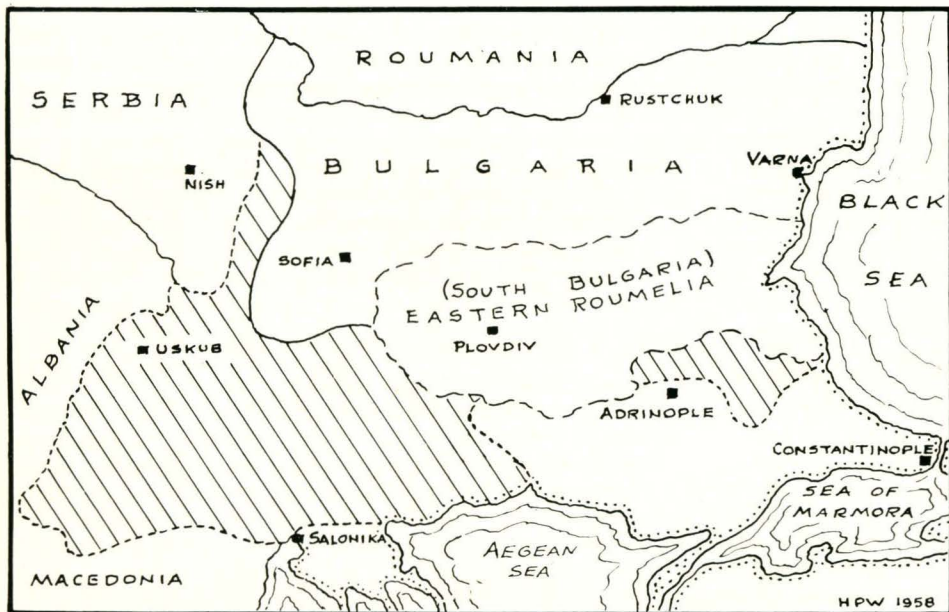 ROUMANIA
SERBIA
RUSTCHUK
BULGARIA
VARNA
NISH
BLACK
SEA
SOFIA
(SOUTH BULGARIA)
EASTERN ROUMELIA
PLOVDIV
ALBANIA
USKUB
ADRINOPLE
CONSTANTINOPLE
SEA OF
MARMORA
SALONIKA
AEGEAN
SEA
MACEDONIA
HPW 1958